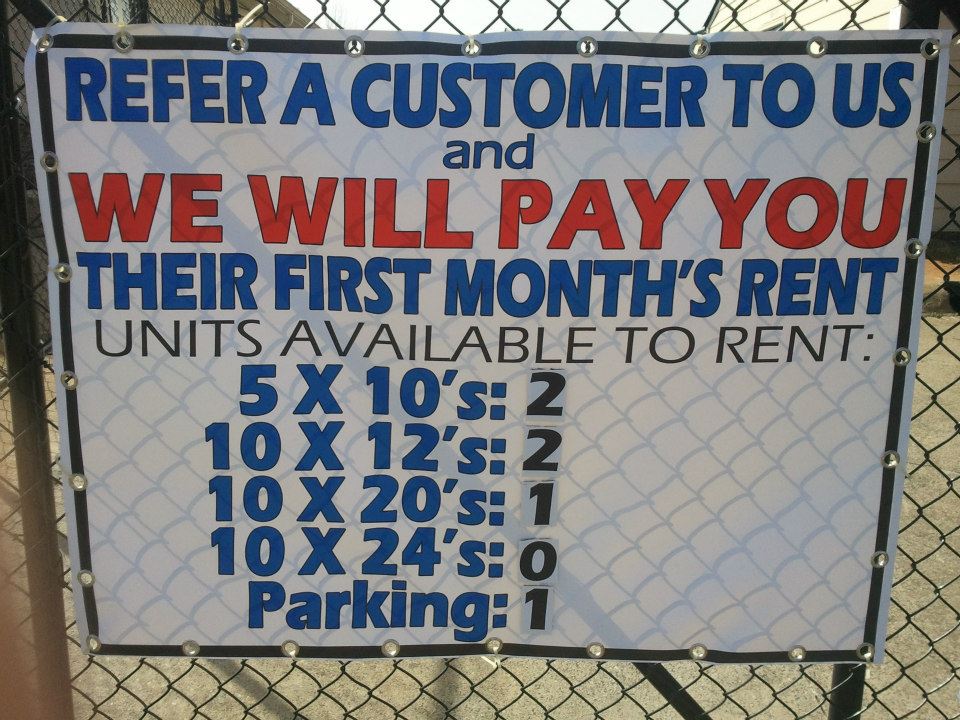 REFER A CUSTOMER TO US
and
WE WILL PAY YOU
THEIR FIRST MONTH'S RENT
UNITS AVAILABLE TO RENT:
5 X 10's: 2
10 X 12's: 2
10 X 20's: 1
10 X 24's: 0
Parking: 1